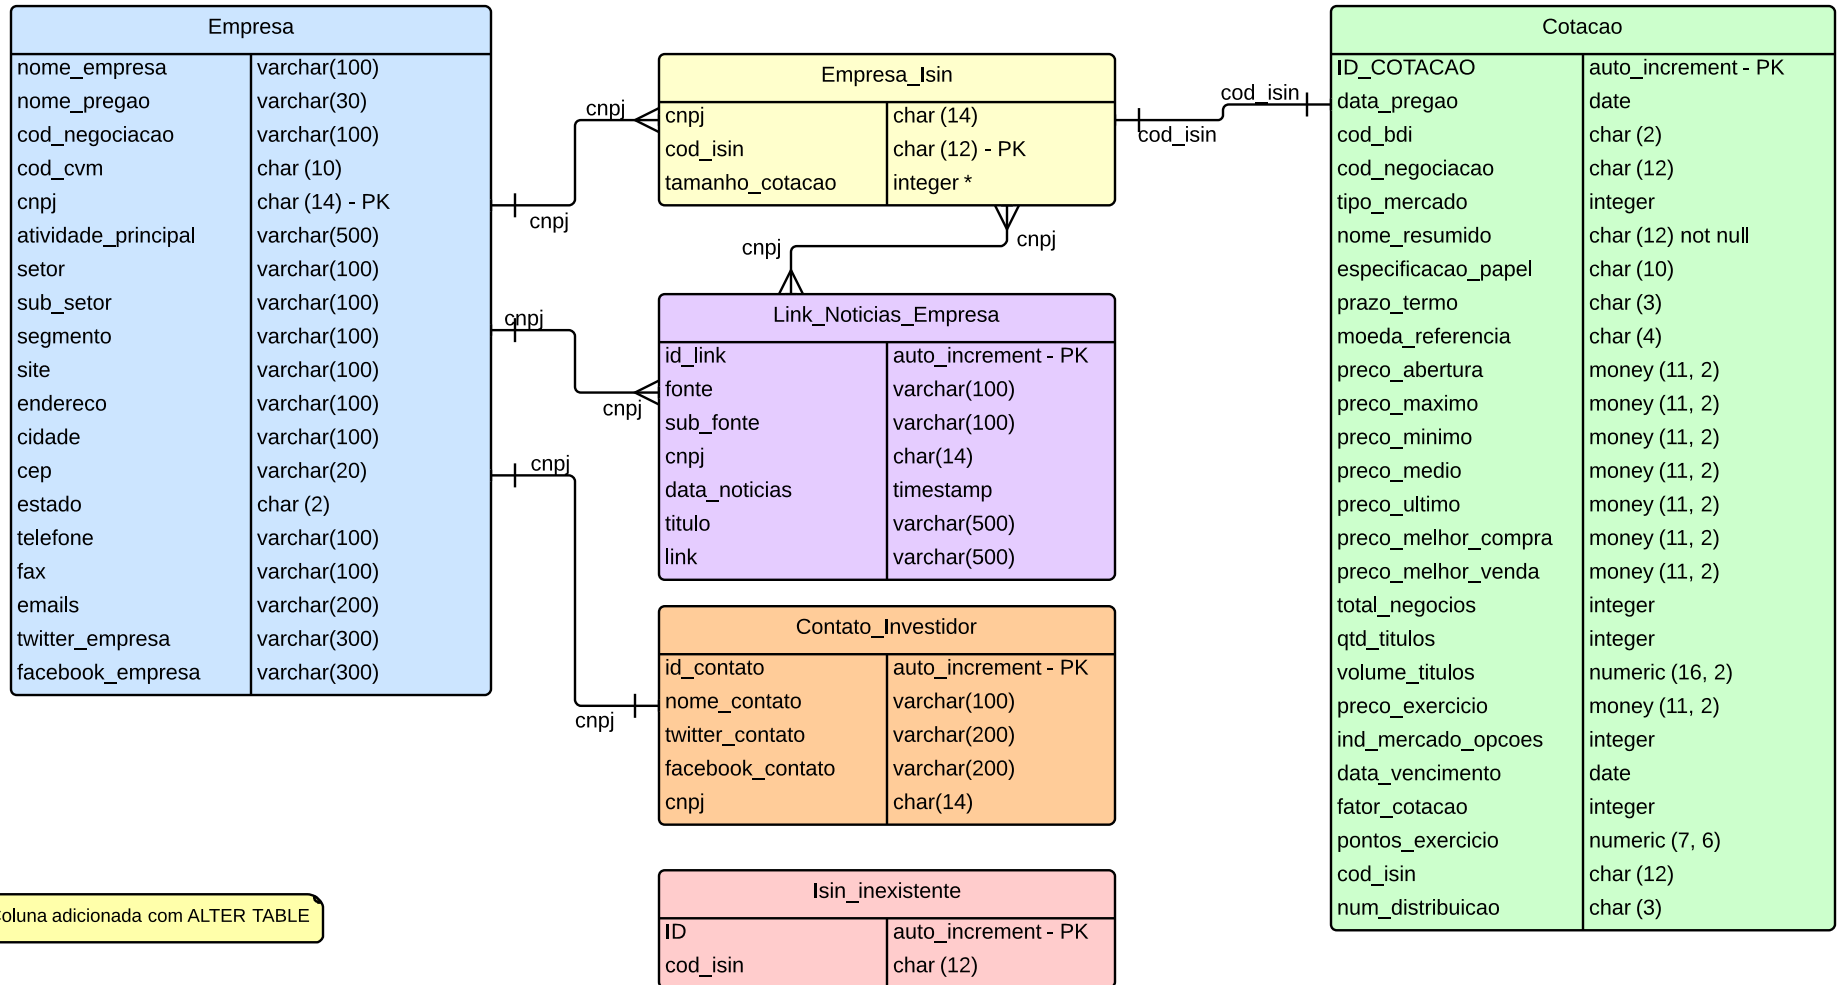 Empresa
nome_empresa varchar(100)
nome_pregao varchar(30)
cod_negociacao varchar(100)
cod_cvm char (10)
cnpj char (14) - PK
atividade_principal varchar(500)
setor varchar(100)
sub_setor varchar(100)
segmento varchar(100)
site varchar(100)
endereco varchar(100)
cidade varchar(100)
cep varchar(20)
estado char (2)
telefone varchar(100)
fax varchar(100)
emails varchar(200)
twitter_empresa varchar(300)
facebook_empresa varchar(300)
cnpj
cnpj
cnpj
cnpj
cnpj
cnpj
Empresa_Isin
cnpj char (14)
cod_isin char (12) - PK
tamanho_cotacao integer *
cnpj
cnpj
Link_Noticias_Empresa
id_link auto_increment - PK
fonte varchar(100)
sub_fonte varchar(100)
cnpj char(14)
data_noticias timestamp
titulo varchar(500)
link varchar(500)
Contato_Investidor
id_contato auto_increment - PK
nome_contato varchar(100)
twitter_contato varchar(200)
facebook_contato varchar(200)
cnpj char(14)
Isin_inexistente
ID auto_increment - PK
cod_isin char (12)
cod_isin
cod_isin
Cotacao
ID_COTACAO auto_increment - PK
data_pregao date
cod_bdi char (2)
cod_negociacao char (12)
tipo_mercado integer
nome_resumido char (12) not null
especificacao_papel char (10)
prazo_termo char (3)
moeda_referencia char (4)
preco_abertura money (11, 2)
preco_maximo money (11, 2)
preco_minimo money (11, 2)
preco_medio money (11, 2)
preco_ultimo money (11, 2)
preco_melhor_compra money (11, 2)
preco_melhor_venda money (11, 2)
total_negocios integer
qtd_titulos integer
volume_titulos numeric (16, 2)
preco_exercicio money (11, 2)
ind_mercado_opcoes integer
data_vencimento date
fator_cotacao integer
pontos_exercicio numeric (7, 6)
cod_isin char (12)
num_distribuicao char (3)
adicionada com ALTER TABLE